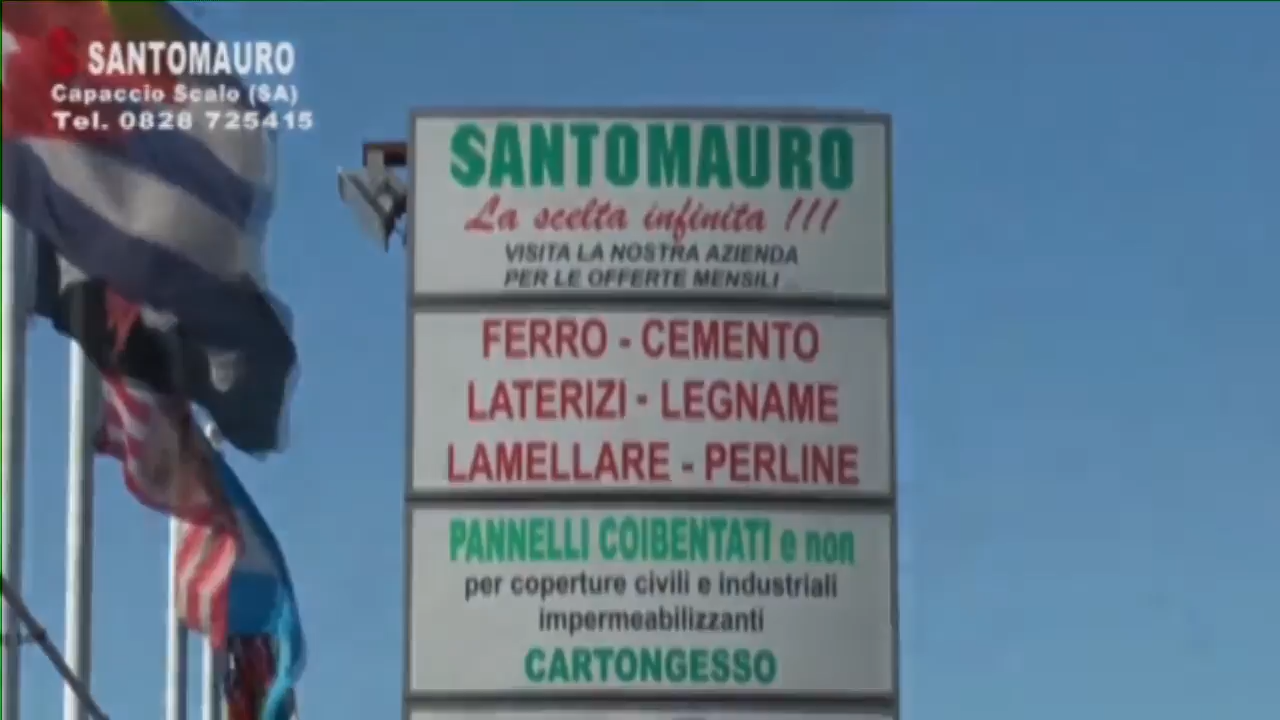 S SANTOMAURO
Capaccio Scalo (SA)
Tel. 0828 725415
SANTOMAURO
La scelta infinita !!!
VISITA LA NOSTRA AZIENDA
PER LE OFFERTE MENSILI
FERRO - CEMENTO
LATERIZI - LEGNAME
LAMELLARE - PERLINE
PANNELLI COIBENTATI e non
per coperture civili e industriali
impermeabilizzanti
CARTONGESSO